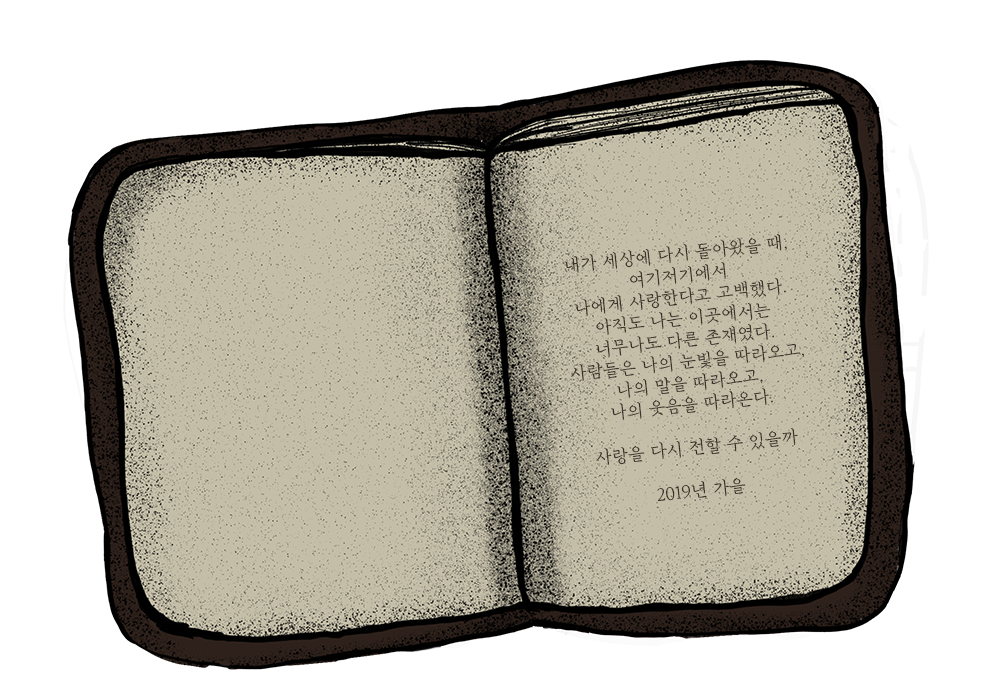 내가 세상에 다시 돌아왔을 때,
여기저기에서
나에게 사랑한다고 고백했다.
아직도 나는 이곳에서는
너무나도 다른 존재였다.
사람들은 나의 눈빛을 따라오고,
나의 말을 따라오고,
나의 웃음을 따라온다.
사랑을 다시 전할 수 있을까
2019년 가을